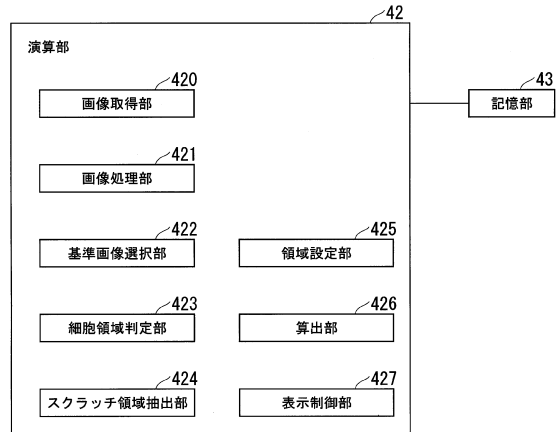 42
演算部
420
画像取得部
43
記憶部
421
画像処理部
422
基準画像選択部
425
領域設定部
423
細胞領域判定部
426
算出部
424
スクラッチ領域抽出部
427
表示制御部